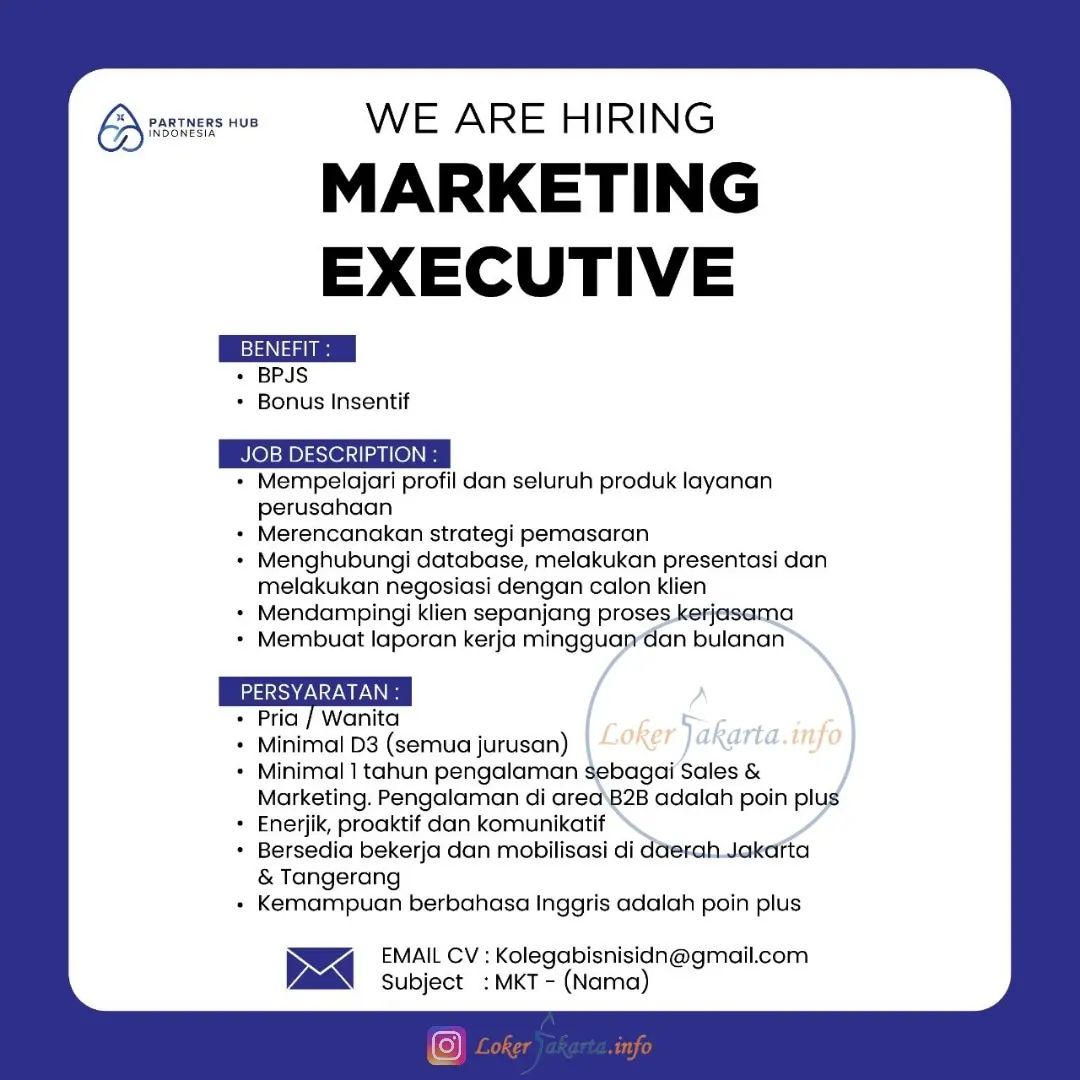 PARTNERS HUB
INDONESIA
WE ARE HIRING
MARKETING
EXECUTIVE
BENEFIT :
• BPJS
• Bonus Insentif
JOB DESCRIPTION :
• Mempelajari profil dan seluruh produk layanan
perusahaan
• Merencanakan strategi pemasaran
• Menghubungi database, melakukan presentasi dan
melakukan negosiasi dengan calon klien
• Mendampingi klien sepanjang proses kerjasama
• Membuat laporan kerja mingguan dan bulanan
PERSYARATAN :
• Pria / Wanita
• Minimal D3 (semua jurusan)
• Minimal 1 tahun pengalaman sebagai Sales &
Marketing. Pengalaman di area B2B adalah poin plus
• Enerjik, proaktif dan komunikatif
• Bersedia bekerja dan mobilisasi di daerah Jakarta
& Tangerang
• Kemampuan berbahasa Inggris adalah poin plus
Loker Jakarta.info
EMAIL CV : Kolegabisnisidn@gmail.com
Subject : MKT - (Nama)
Loker Jakarta.info